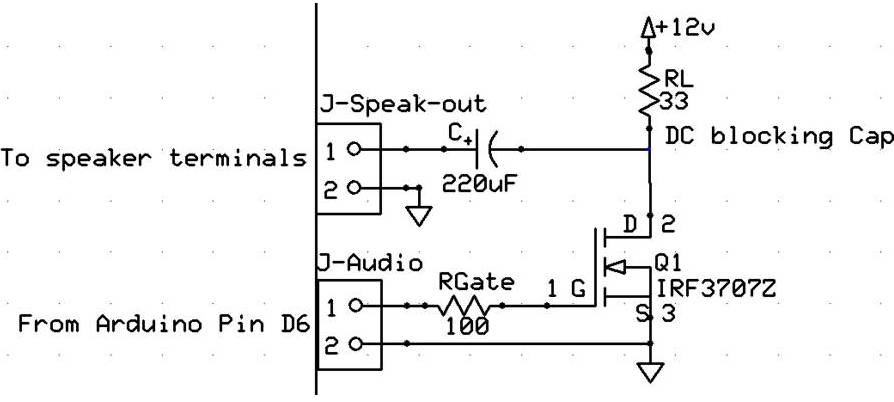 +12v
RL
33
J-Speak-out
C+
DC blocking Cap
To speaker terminals
1
2
220uF
D 2
J-Audio
RGate
1 G
Q1
IRF3707Z
From Arduino Pin D6
1
100
S 3
2